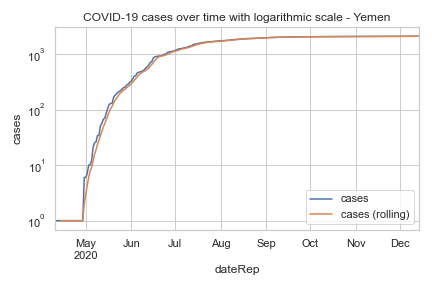 COVID-19 cases over time with logarithmic scale - Yemen
cases
10³
10²
10¹
10⁰
cases
cases (rolling)
May Jun Jul Aug Sep Oct Nov Dec
2020
dateRep